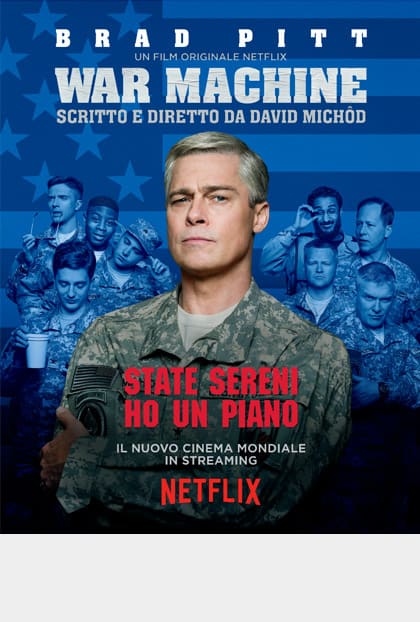 BRAD PITT
UN FILM ORIGINALE NETFLIX
WAR MACHINE
SCRITTO E DIRETTO DA DAVID MICHÔD
STATE SERENI
HO UN PIANO
IL NUOVO CINEMA MONDIALE
IN STREAMING
NETFLIX